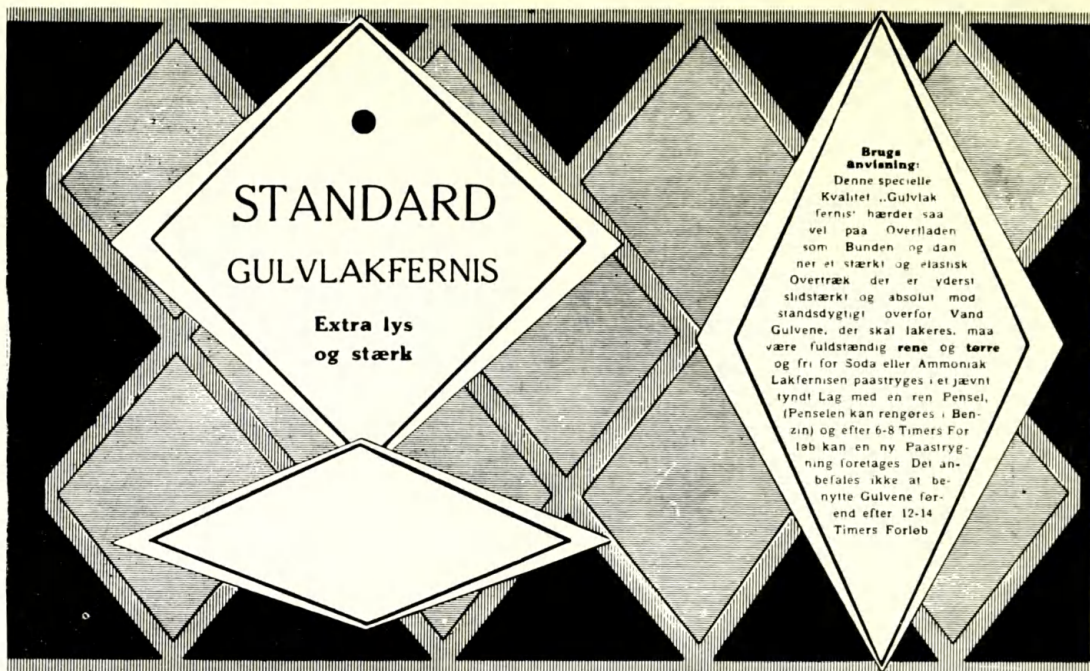 STANDARD
GULVLAKFERNIS
Extra lys
og stærk
Brugs
anvisning:
Denne specielle
Kvalitet „Gulvlak
fernis" hærder saa
vel paa Overfladen
som Bunden og dan
ner et stærkt og elastisk
Overtræk der er yderst
slidstærkt og absolut mod
standsdygtigt overfor Vand
Gulvene, der skal lakeres, maa
være fuldstændig rene og tørre
og fri for Soda eller Ammoniak
Lakfernisen paastryges i et jævnt
tyndt Lag med en ren Pensel,
(Penselen kan rengøres i Ben-
zin) og efter 6-8 Timers For
løb kan en ny Paastryg-
ning foretages Det an-
befales ikke at be-
nytte Gulvene før-
end efter 12-14
Timers Forløb